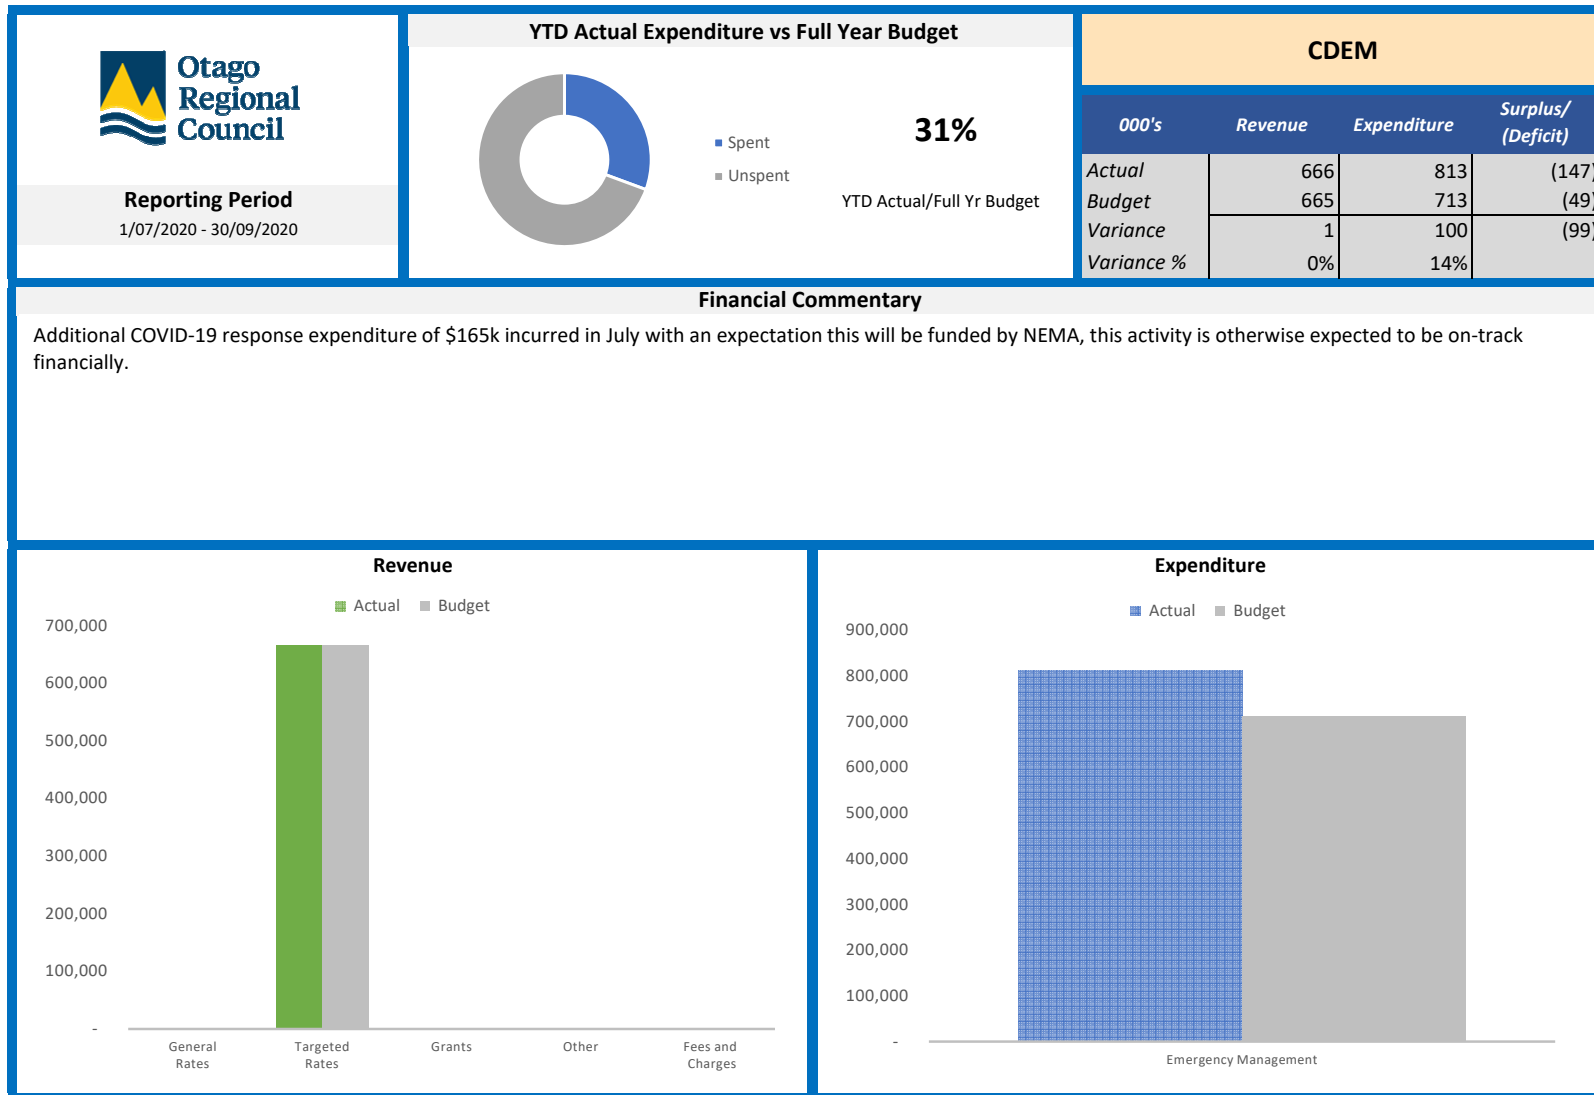 Otago
Regional
Council
Reporting Period
1/07/2020 - 30/09/2020
YTD Actual Expenditure vs Full Year Budget
Spent
Unspent
31%
YTD Actual/Full Yr Budget
CDEM
000's Revenue Expenditure Surplus/ (Deficit)
Actual 666 813 (147)
Budget 665 713 (49)
Variance 1 100 (99)
Variance % 0% 14%
Financial Commentary
Additional COVID-19 response expenditure of $165k incurred in July with an expectation this will be funded by NEMA, this activity is otherwise expected to be on-track
financially.
Revenue
Actual Budget
700,000
600,000
500,000
400,000
300,000
200,000
100,000
-
General Rates
Targeted Rates
Grants
Other
Fees and Charges
Expenditure
Actual Budget
900,000
800,000
700,000
600,000
500,000
400,000
300,000
200,000
100,000
-
Emergency Management